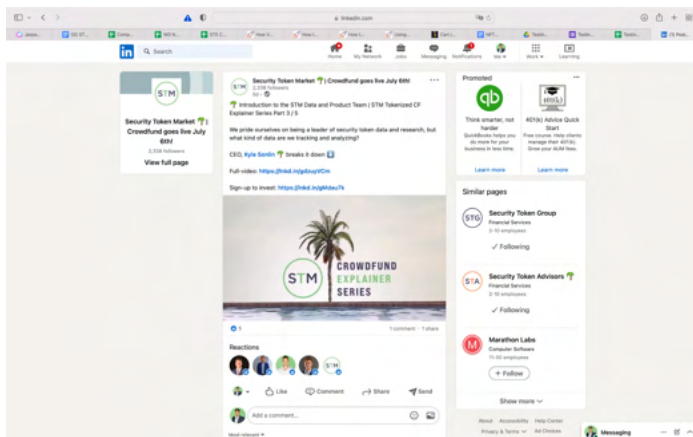 linkedin.com
in
Search
Home
My Network
Jobs
Messaging
Notifications
Me
Work
Learning
STM
Security Token Market 🌴 |
Crowdfund goes live July
6th!
2,338 followers
View full page
Security Token Market 🌴 | Crowdfund goes live July 6th!
2,338 followers
🌴 Introduction to the STM Data and Product Team | STM Tokenized CF
Explainer Series Part 3 / 5
We pride ourselves on being a leader of security token data and research, but
what kind of data are we tracking and analyzing?
CEO, Kyle Sonlin 🌴 breaks it down ⬇️
Full-video:
Sign-up to invest:
STM
CROWDFUND
EXPLAINER
SERIES
5
1 comment · 1 share
Reactions
STM
Like
Comment
Share
Send
Add a comment...
Most relevant
Promoted
qb
Think smarter, not
harder
QuickBooks helps you
do more for your
business in less time.
Learn more
401(k)
401(k) Advice Quick
Start
Free course. Help clients
manage their 401(k).
Grow your AUM fees.
Learn more
Similar pages
STG
Security Token Group
Financial Services
2-10 employees
✓ Following
STA
Security Token Advisors 🌴
Financial Services
2-10 employees
✓ Following
M
Marathon Labs
Computer Software
11-50 employees
+ Follow
Show more
About Accessibility Help Center
Privacy & Terms Ad Choices
Messaging